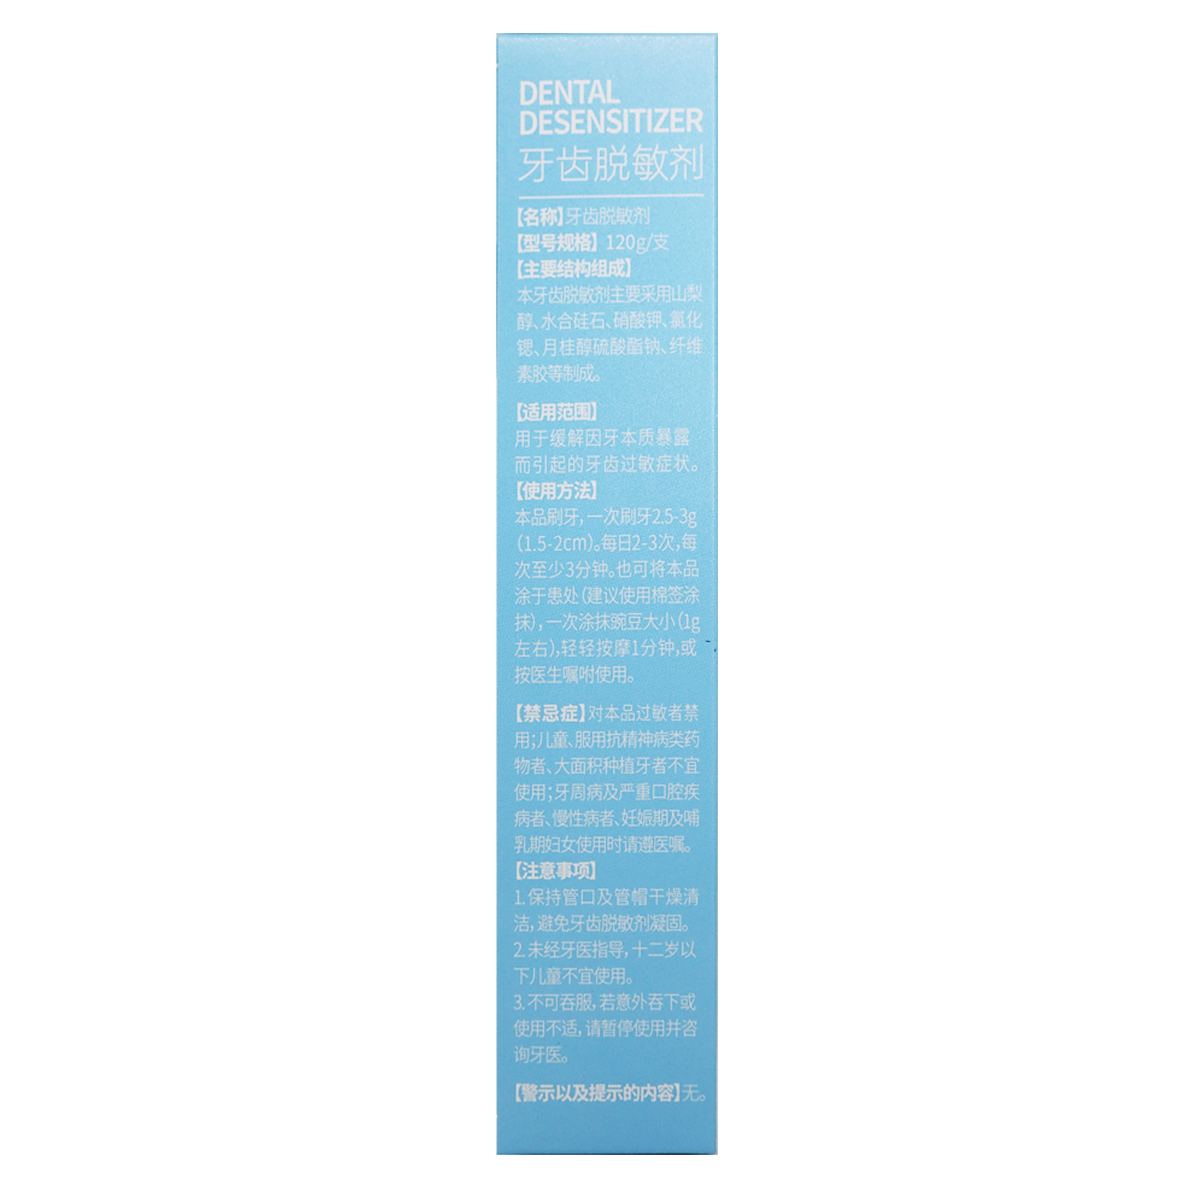 DENTAL
DESENSITIZER
牙齿脱敏剂
【名称】牙齿脱敏剂
【型号规格】120g/支
【主要结构组成】
本牙齿脱敏剂主要采用山梨
醇、水合硅石、硝酸钾、氯化
锶、月桂醇硫酸酯钠、纤维
素胶等制成。
【适用范围】
用于缓解因牙本质暴露
而引起的牙齿过敏症状。
【使用方法】
本品刷牙，一次刷牙2.5-3g
（1.5-2cm）。每日2-3次，每
次至少3分钟。也可将本品
涂于患处（建议使用棉签涂
抹），一次涂抹豌豆大小（1g
左右），轻轻按摩1分钟，或
按医生嘱咐使用。
【禁忌症】对本品过敏者禁
用；儿童、服用抗精神病类药
物者、大面积种植牙者不宜
使用；牙周病及严重口腔疾
病者、慢性病者、妊娠期及哺
乳期妇女使用时请遵医嘱。
【注意事项】
1.保持管口及管帽干燥清
洁，避免牙齿脱敏剂凝固。
2.未经牙医指导，十二岁以
下儿童不宜使用。
3.不可吞服，若意外吞下或
使用不适，请暂停使用并咨
询牙医。
【警示以及提示的内容】无。